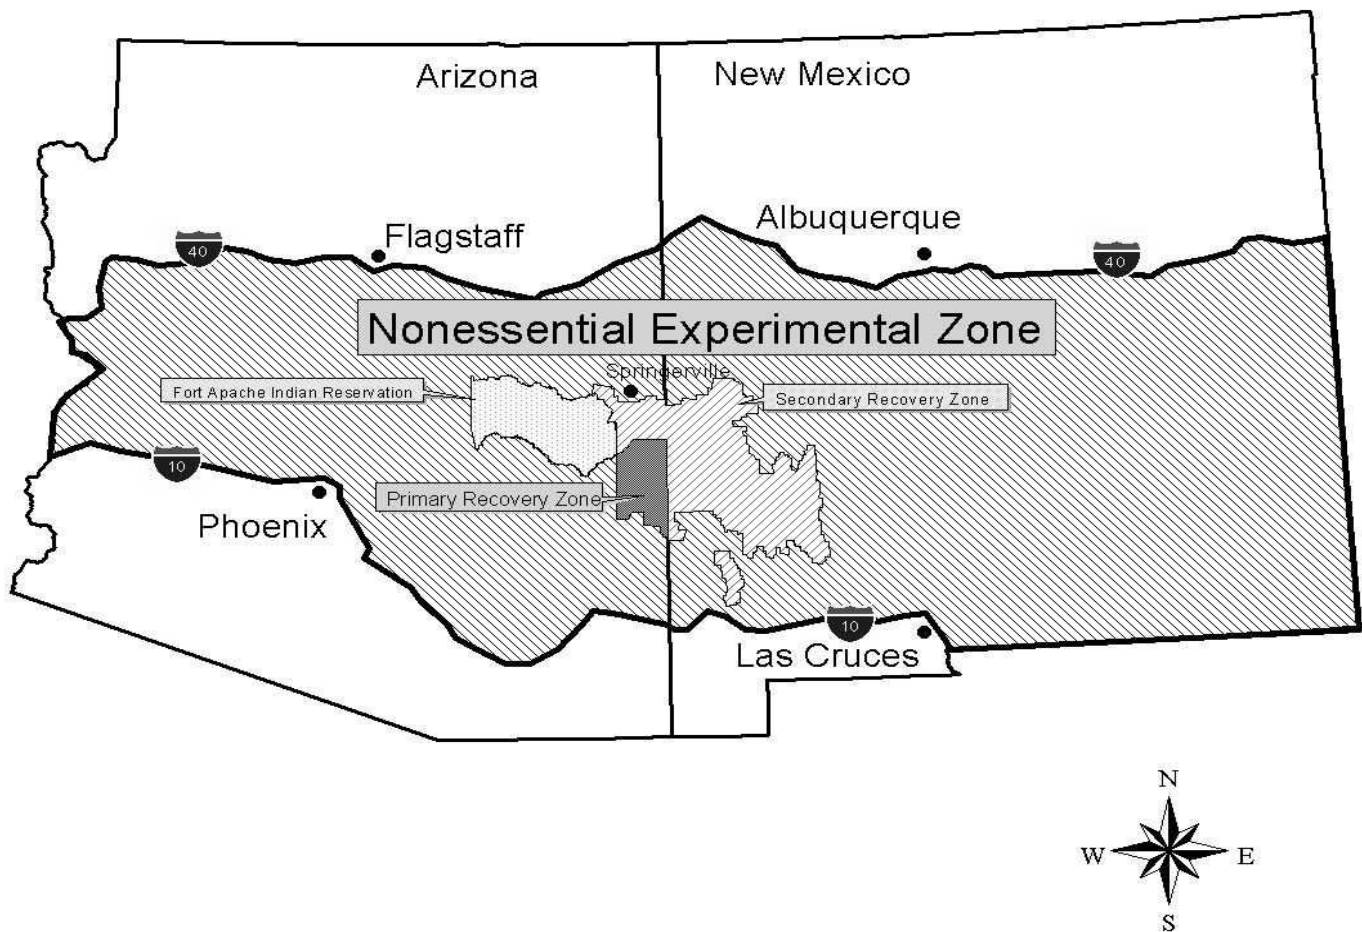 Arizona
New Mexico
Albuquerque
Flagstaff
40
40
Nonessential Experimental Zone
Springerville
Fort Apache Indian Reservation
Secondary Recovery Zone
10
Primary Recovery Zone
Phoenix
10
Las Cruces
N
W
E
S